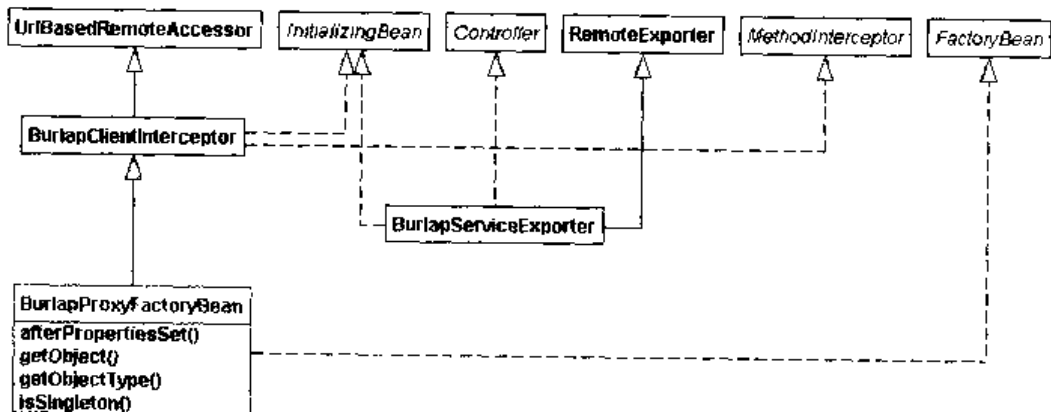 UrlBasedRemoteAccessor
InitializingBean
Controller
RemoteExporter
MethodInterceptor
FactoryBean
BurlapClientInterceptor
BurlapServiceExporter
BurlapProxyFactoryBean
afterPropertiesSet()
getObject()
getObjectType()
isSingleton()